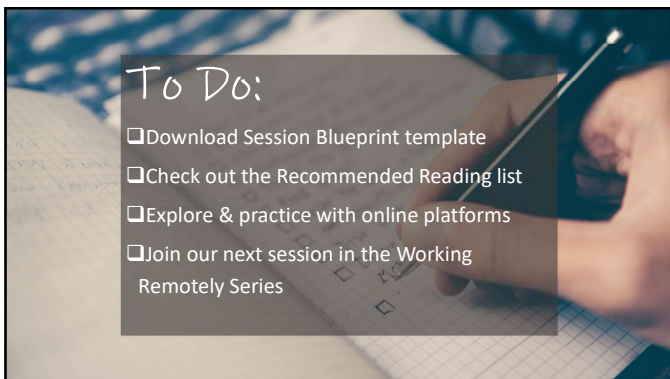 To Do:
❑Download Session Blueprint template
❑Check out the Recommended Reading list
❑Explore & practice with online platforms
❑Join our next session in the Working
Remotely Series